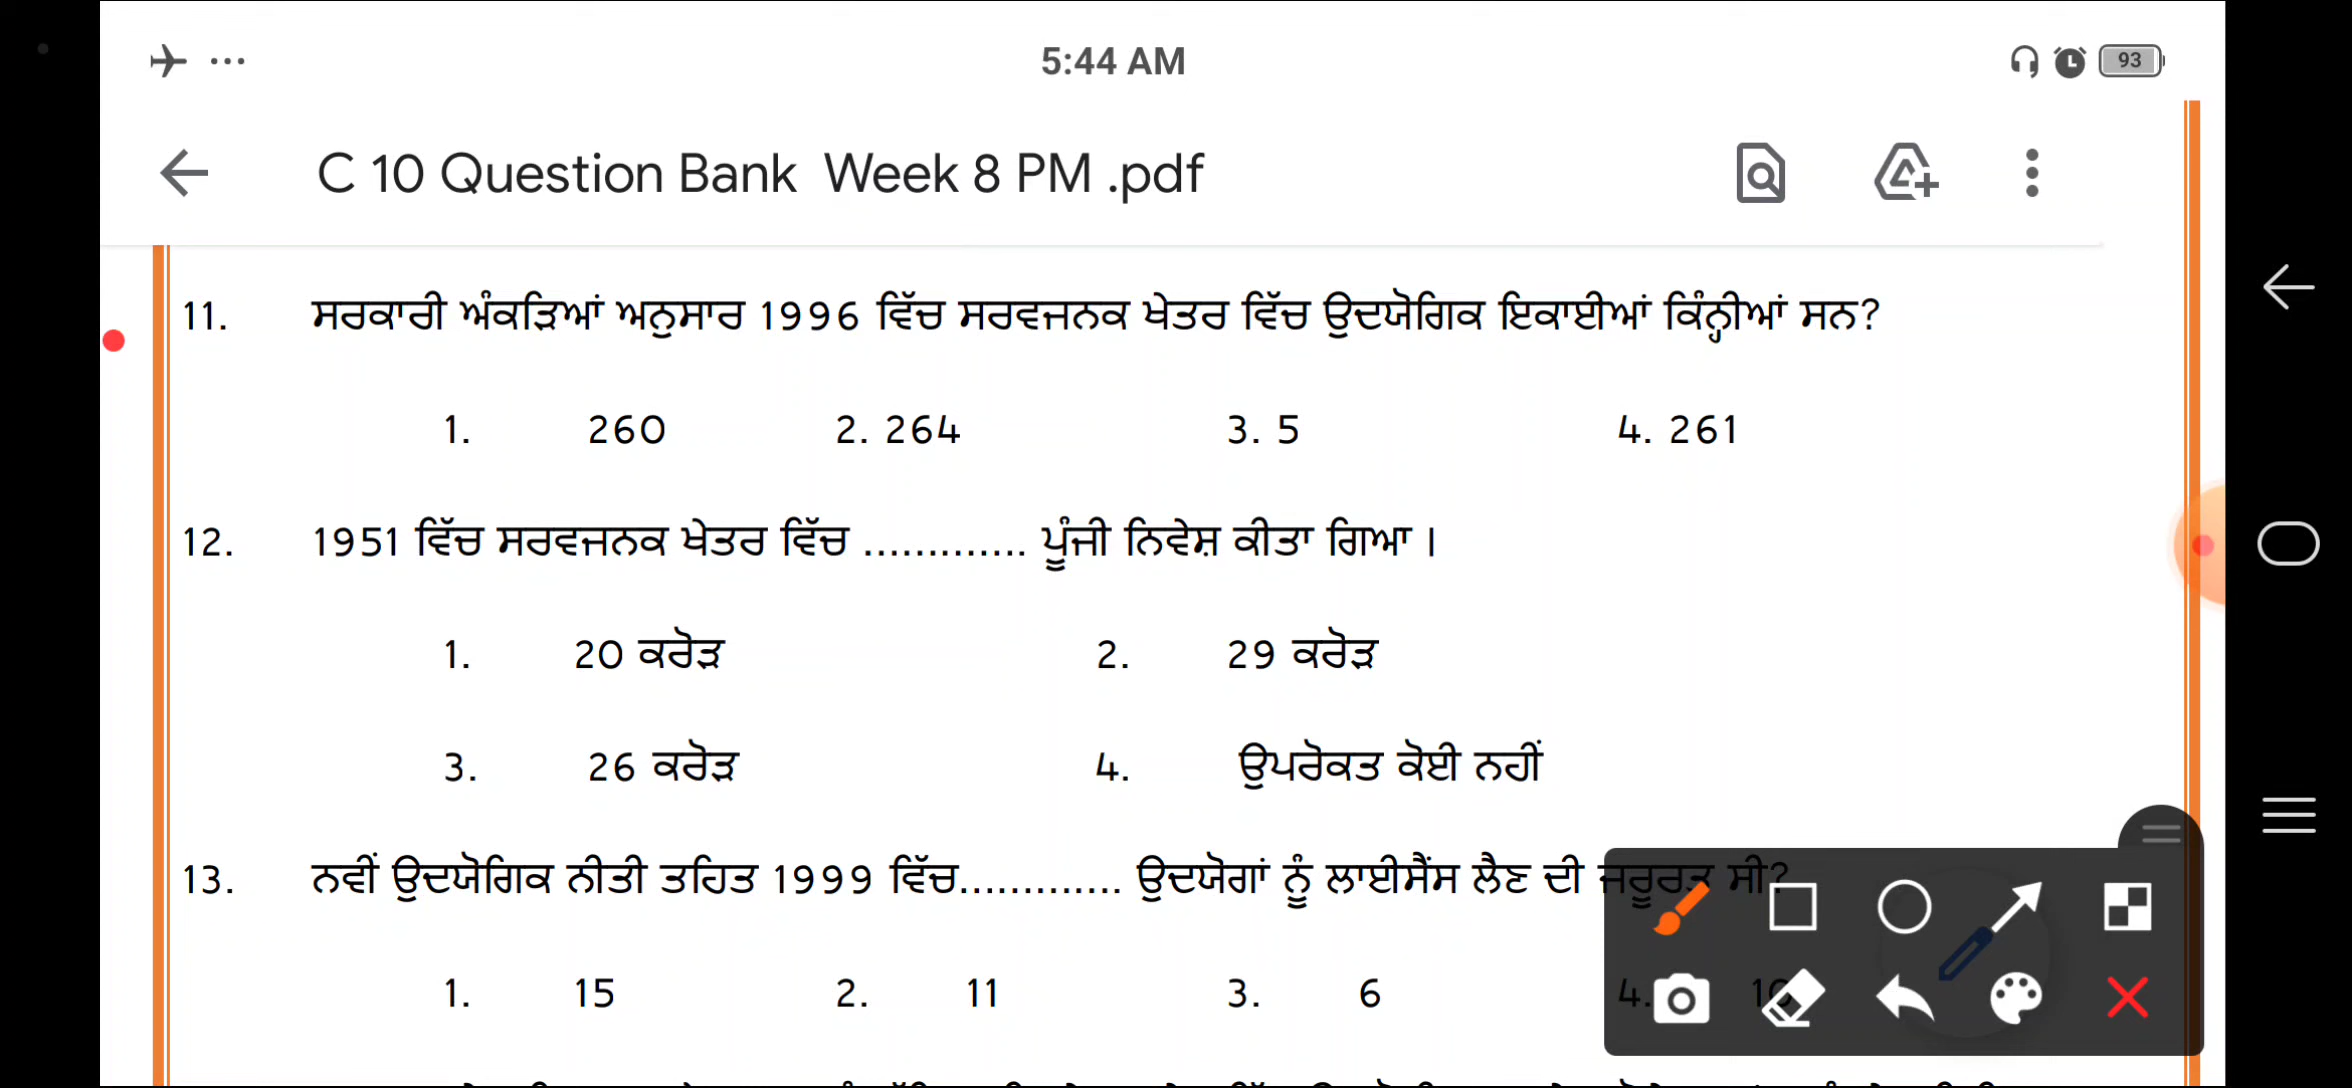 5:44 AM
93
C 10 Question Bank Week 8 PM .pdf
11. ਸਰਕਾਰੀ ਅੰਕੜਿਆਂ ਅਨੁਸਾਰ 1996 ਵਿੱਚ ਸਰਵਜਨਕ ਖੇਤਰ ਵਿੱਚ ਉਦਯੋਗਿਕ ਇਕਾਈਆਂ ਕਿੰਨ੍ਹੀਆਂ ਸਨ?
1. 260 2. 264 3. 5 4. 261
12. 1951 ਵਿੱਚ ਸਰਵਜਨਕ ਖੇਤਰ ਵਿੱਚ ............. ਪੂੰਜੀ ਨਿਵੇਸ਼ ਕੀਤਾ ਗਿਆ ।
1. 20 ਕਰੋੜ 2. 29 ਕਰੋੜ
3. 26 ਕਰੋੜ 4. ਉਪਰੋਕਤ ਕੋਈ ਨਹੀਂ
13. ਨਵੀਂ ਉਦਯੋਗਿਕ ਨੀਤੀ ਤਹਿਤ 1999 ਵਿੱਚ............. ਉਦਯੋਗਾਂ ਨੂੰ ਲਾਈਸੈਂਸ ਲੈਣ ਦੀ ਜਰੂਰਤ ਸੀ?
1. 15 2. 11 3. 6 4. 10